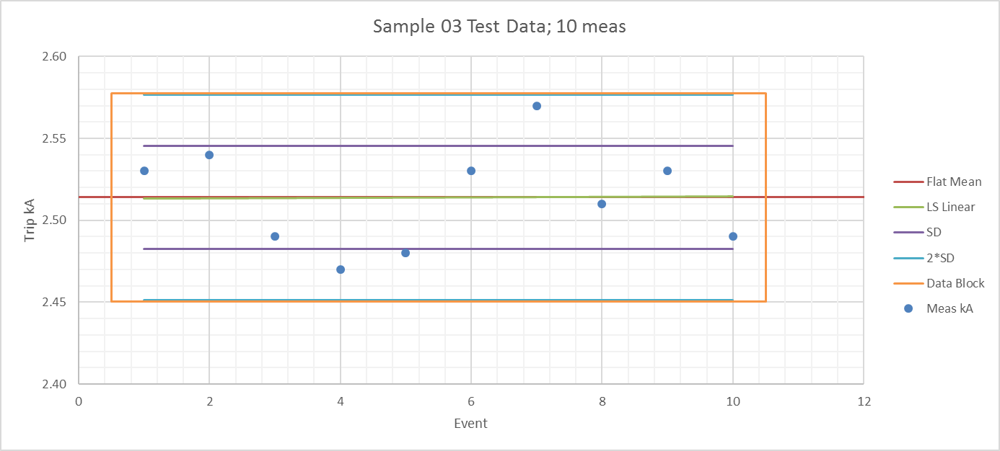 Sample 03 Test Data; 10 meas
2.60
2.55
2.50
2.45
2.40
Trip kA
0 2 4 6 8 10 12
Event
Flat Mean
LS Linear
SD
2*SD
Data Block
Meas kA